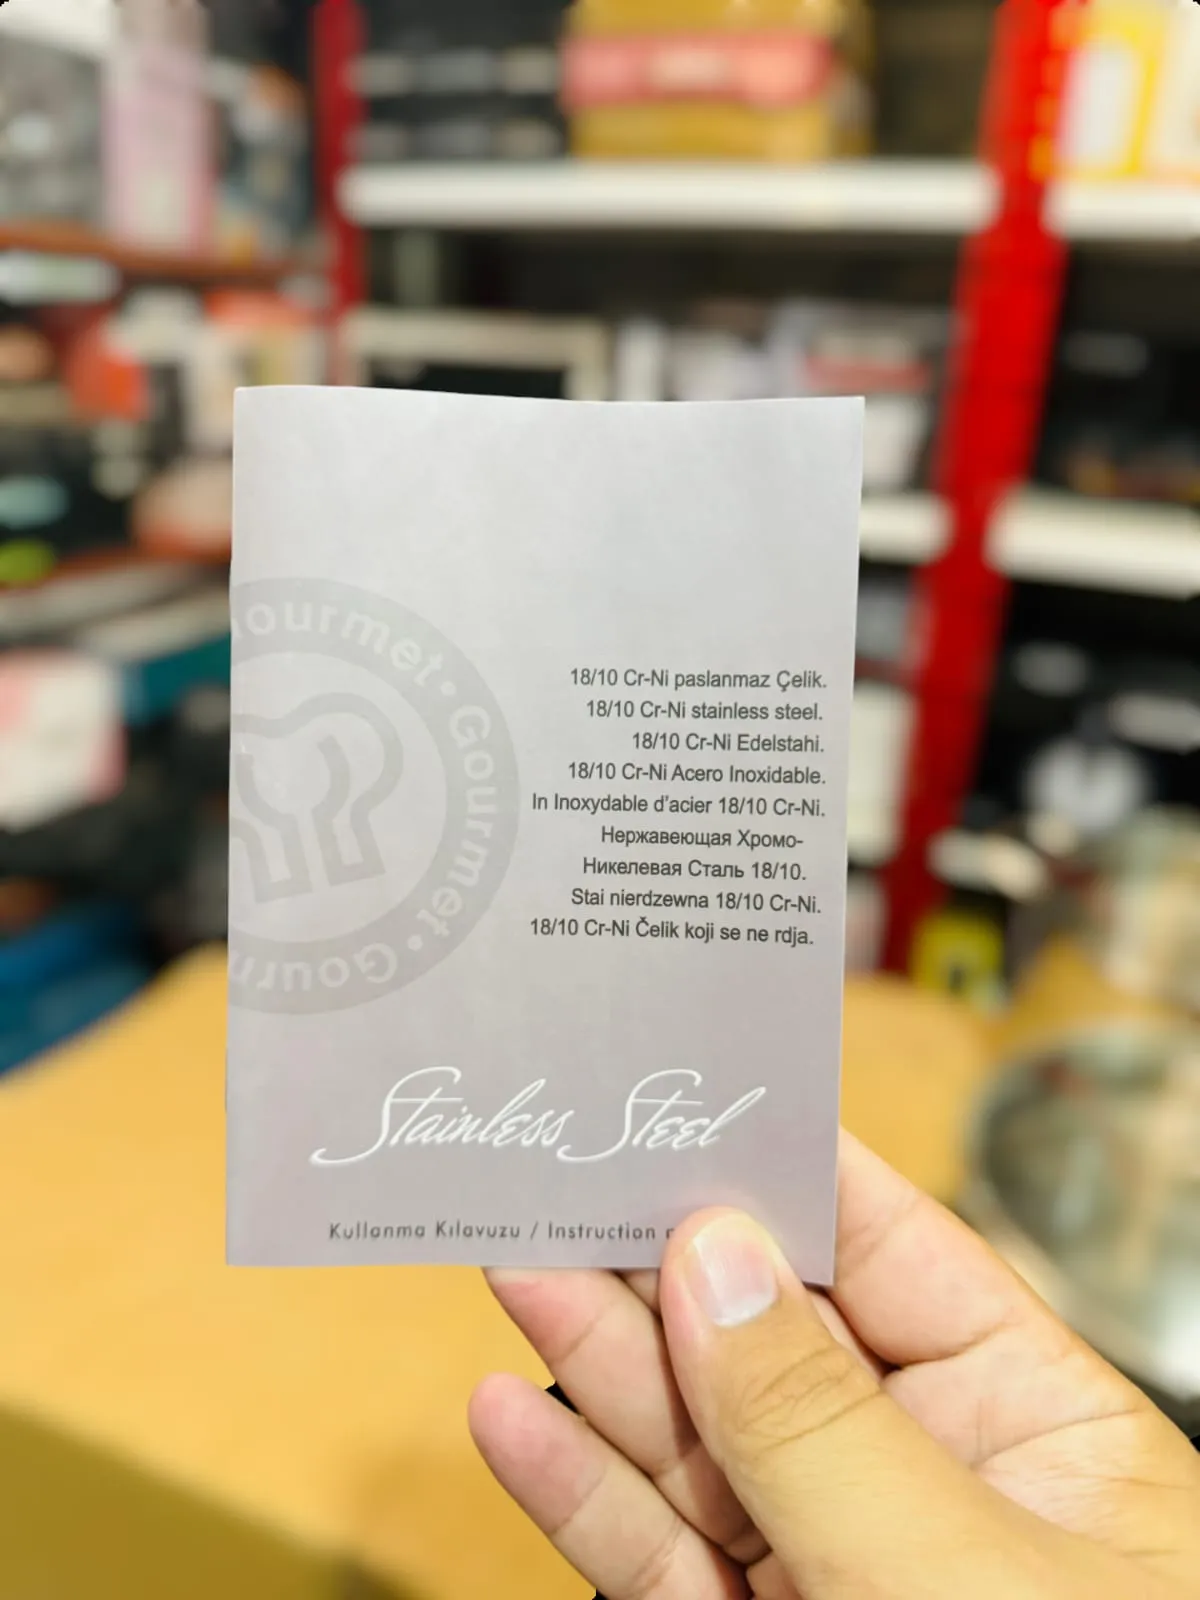 Gourmet • Gourmet •
18/10 Cr-Ni paslanmaz Çelik.
18/10 Cr-Ni stainless steel.
18/10 Cr-Ni Edelstahi.
18/10 Cr-Ni Acero Inoxidable.
In Inoxydable d'acier 18/10 Cr-Ni.
Нержавеющая Хромо-
Никелевая Сталь 18/10.
Stai nierdzewna 18/10 Cr-Ni.
18/10 Cr-Ni Čelik koji se ne rdja.
Stainless Steel
Kullanma Kılavuzu / Instruction